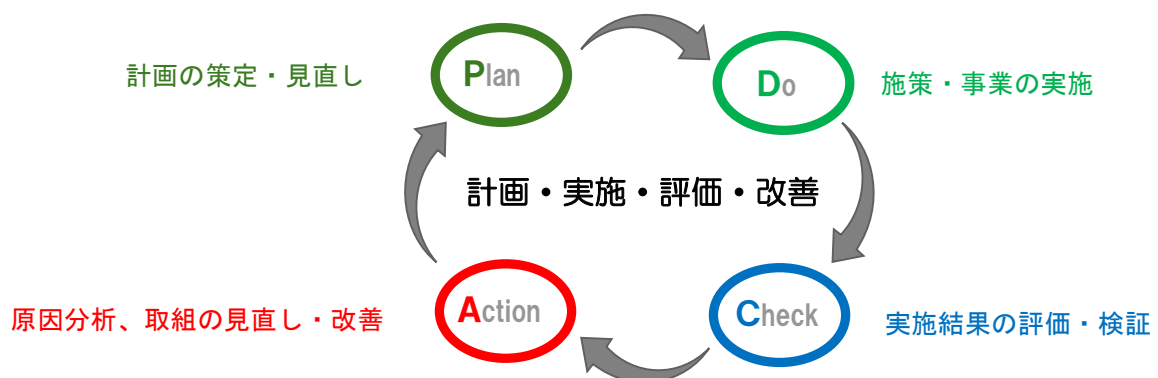 計画の策定・見直し
Plan
Do
施策・事業の実施
計画・実施・評価・改善
原因分析、取組の見直し・改善
Action
Check
実施結果の評価・検証